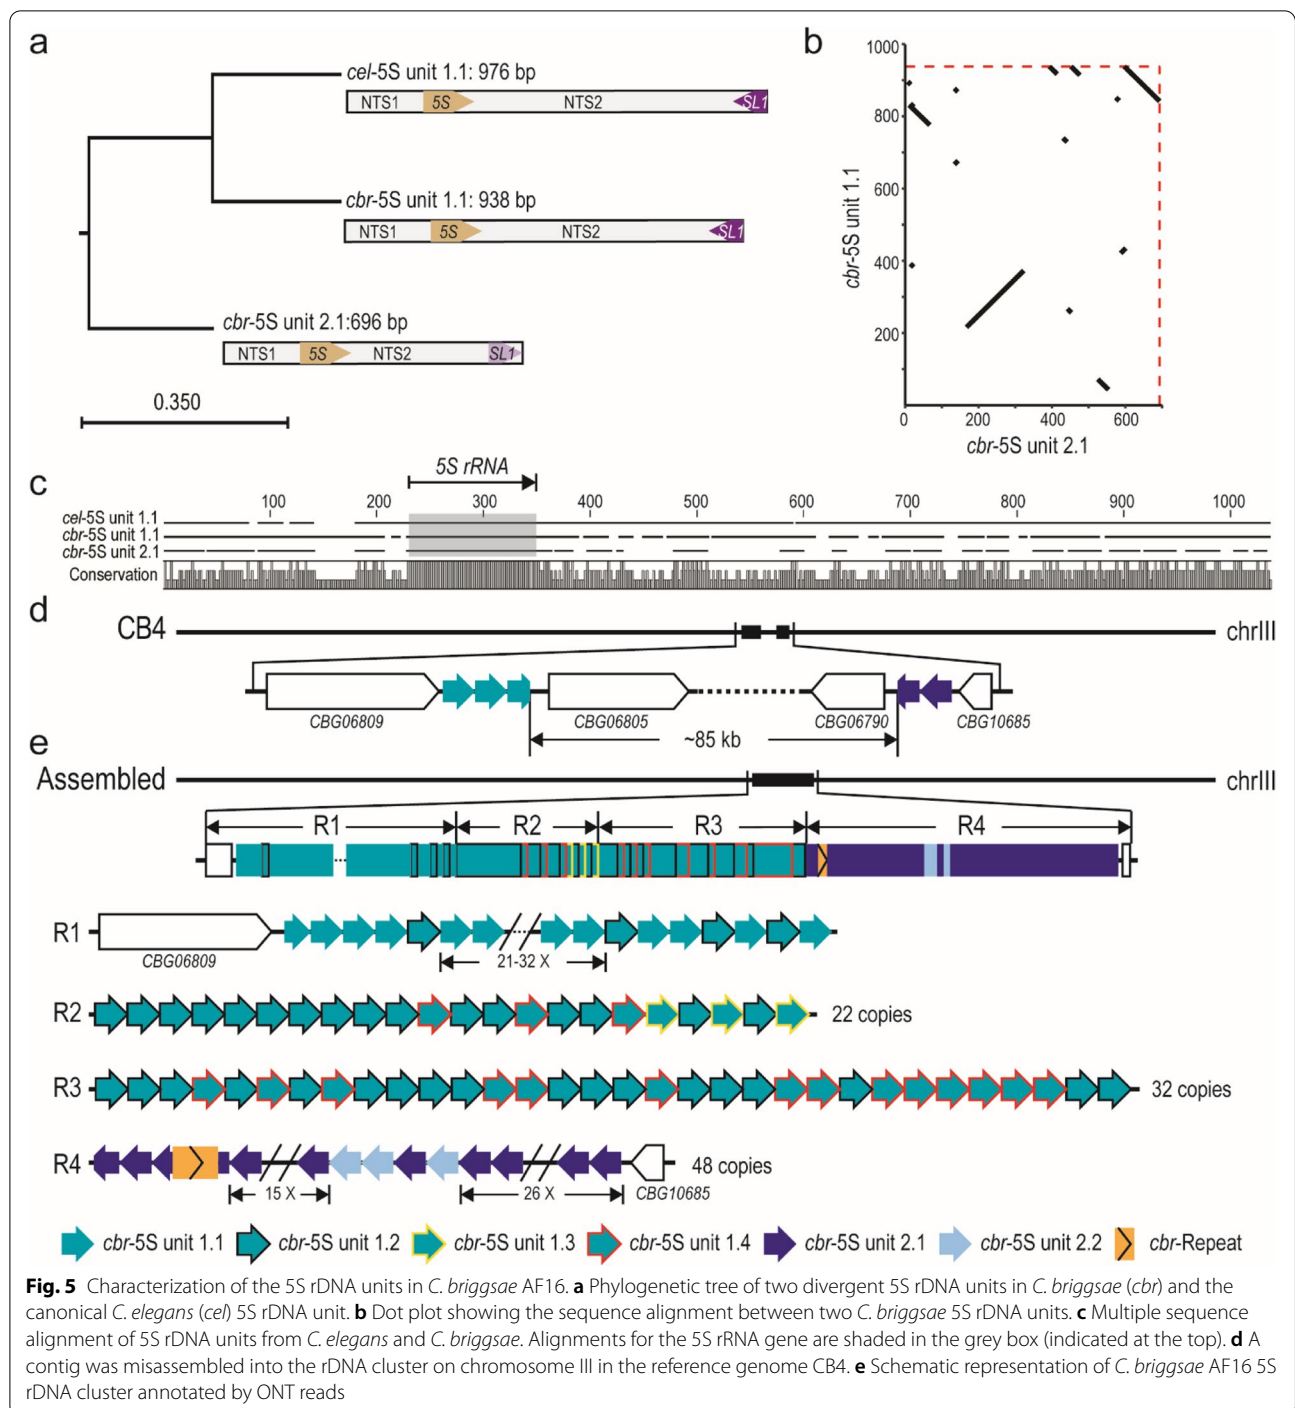 a
cel-5S unit 1.1: 976 bp
NTS1 5S NTS2 SL1
cbr-5S unit 1.1: 938 bp
NTS1 5S NTS2 SL1
cbr-5S unit 2.1:696 bp
NTS1 5S NTS2 SL1
0.350
b
1000
800
600
400
200
0 200 400 600
cbr-5S unit 1.1
cbr-5S unit 2.1
c
5S rRNA
100 200 300 400 500 600 700 800 900 1000
cel-5S unit 1.1
cbr-5S unit 1.1
cbr-5S unit 2.1
Conservation
d
CB4 chrIII
CBG06809 CBG06805 CBG06790 CBG10685
~85 kb
e
Assembled chrIII
R1 R2 R3 R4
R1
CBG06809 21-32 X
R2 22 copies
R3 32 copies
R4 48 copies
15 X 26 X CBG10685
cbr-5S unit 1.1 cbr-5S unit 1.2 cbr-5S unit 1.3 cbr-5S unit 1.4 cbr-5S unit 2.1 cbr-5S unit 2.2 cbr-Repeat
Fig. 5 Characterization of the 5S rDNA units in C. briggsae AF16. a Phylogenetic tree of two divergent 5S rDNA units in C. briggsae (cbr) and the
canonical C. elegans (cel) 5S rDNA unit. b Dot plot showing the sequence alignment between two C. briggsae 5S rDNA units. c Multiple sequence
alignment of 5S rDNA units from C. elegans and C. briggsae. Alignments for the 5S rRNA gene are shaded in the grey box (indicated at the top). d A
contig was misassembled into the rDNA cluster on chromosome III in the reference genome CB4. e Schematic representation of C. briggsae AF16 5S
rDNA cluster annotated by ONT reads